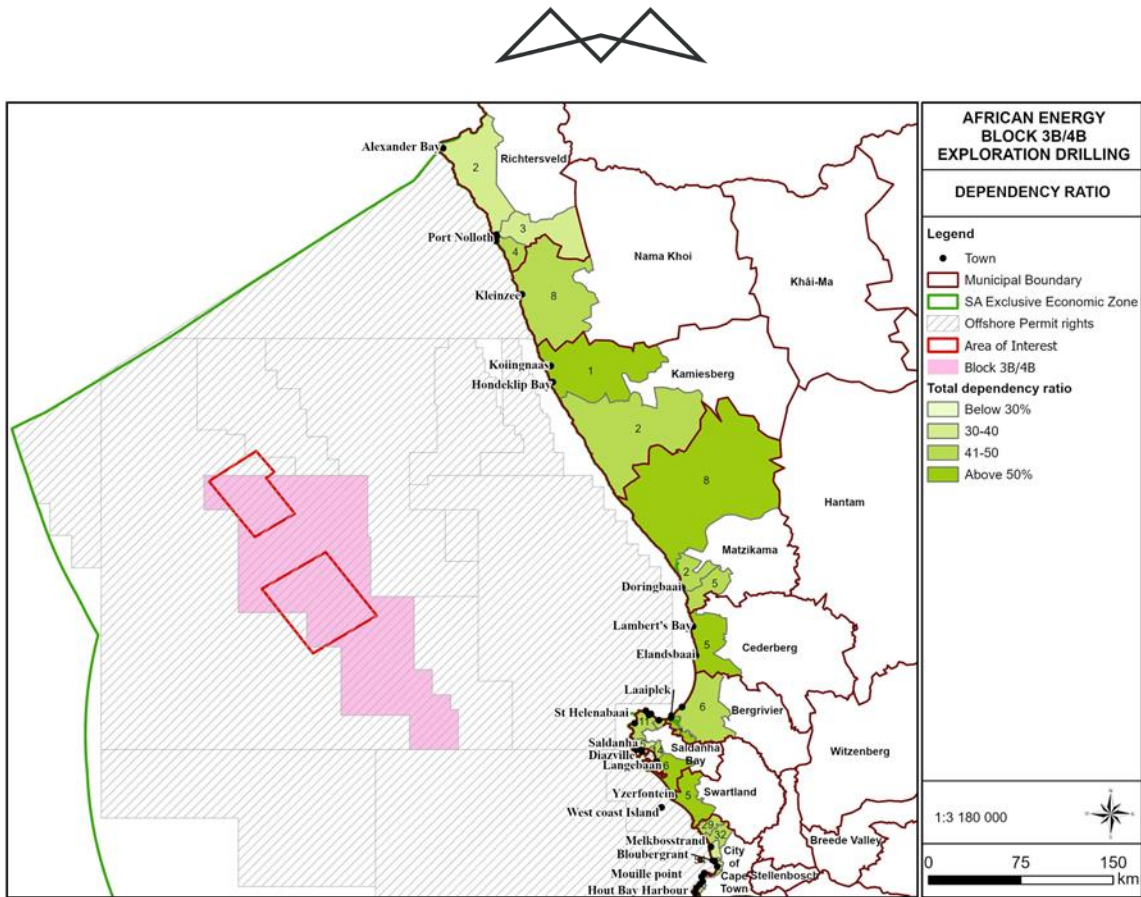 AFRICAN ENERGY
BLOCK 3B/4B
EXPLORATION DRILLING
DEPENDENCY RATIO
Legend
Town
Municipal Boundary
SA Exclusive Economic Zone
Offshore Permit rights
Area of Interest
Block 3B/4B
Total dependency ratio
Below 30%
30-40
41-50
Above 50%
1:3 180 000
0 75 150
km
Alexander Bay
2
Richtersveld
Port Nolloth
3
4
Nama Khoi
Khâi-Ma
Kleinzee
8
Koiingnaas
1
Kamiesberg
Hondeklip Bay
2
8
Hantam
Matzikama
2
5
Doringbaai
Lambert's Bay
5
Cederberg
Elandsbaai
Laaiplek
6
Bergrivier
St Helenabaai
11
Witzenberg
Saldanha
Saldanha
Bay
Diazville
Langebaan
6
Swartland
Yzerfontein
5
West coast Island
29
32
Melkbosstrand
Breede Valley
Bloubergrant
City
of
Cape
Town
Mouille point
Stellenbosch
Hout Bay Harbour